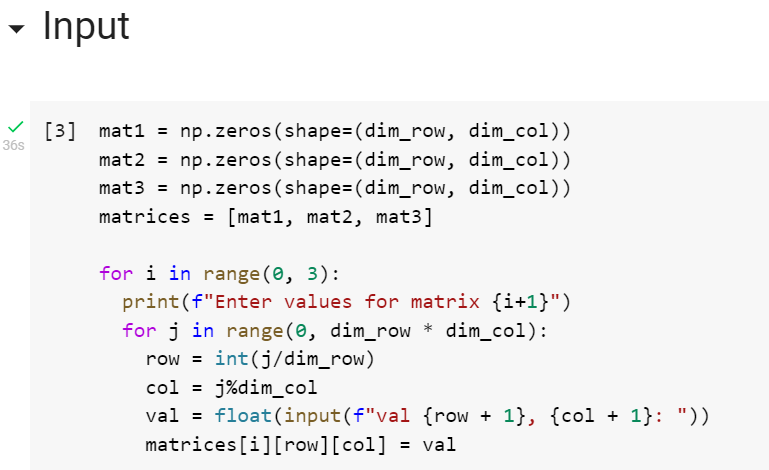 Input
36s
[3] mat1 = np.zeros(shape=(dim_row, dim_col))
mat2 = np.zeros(shape=(dim_row, dim_col))
mat3 = np.zeros(shape=(dim_row, dim_col))
matrices = [mat1, mat2, mat3]
for i in range(0, 3):
  print(f"Enter values for matrix {i+1}")
  for j in range(0, dim_row * dim_col):
    row = int(j/dim_row)
    col = j%dim_col
    val = float(input(f"val {row + 1}, {col + 1}: "))
    matrices[i][row][col] = val